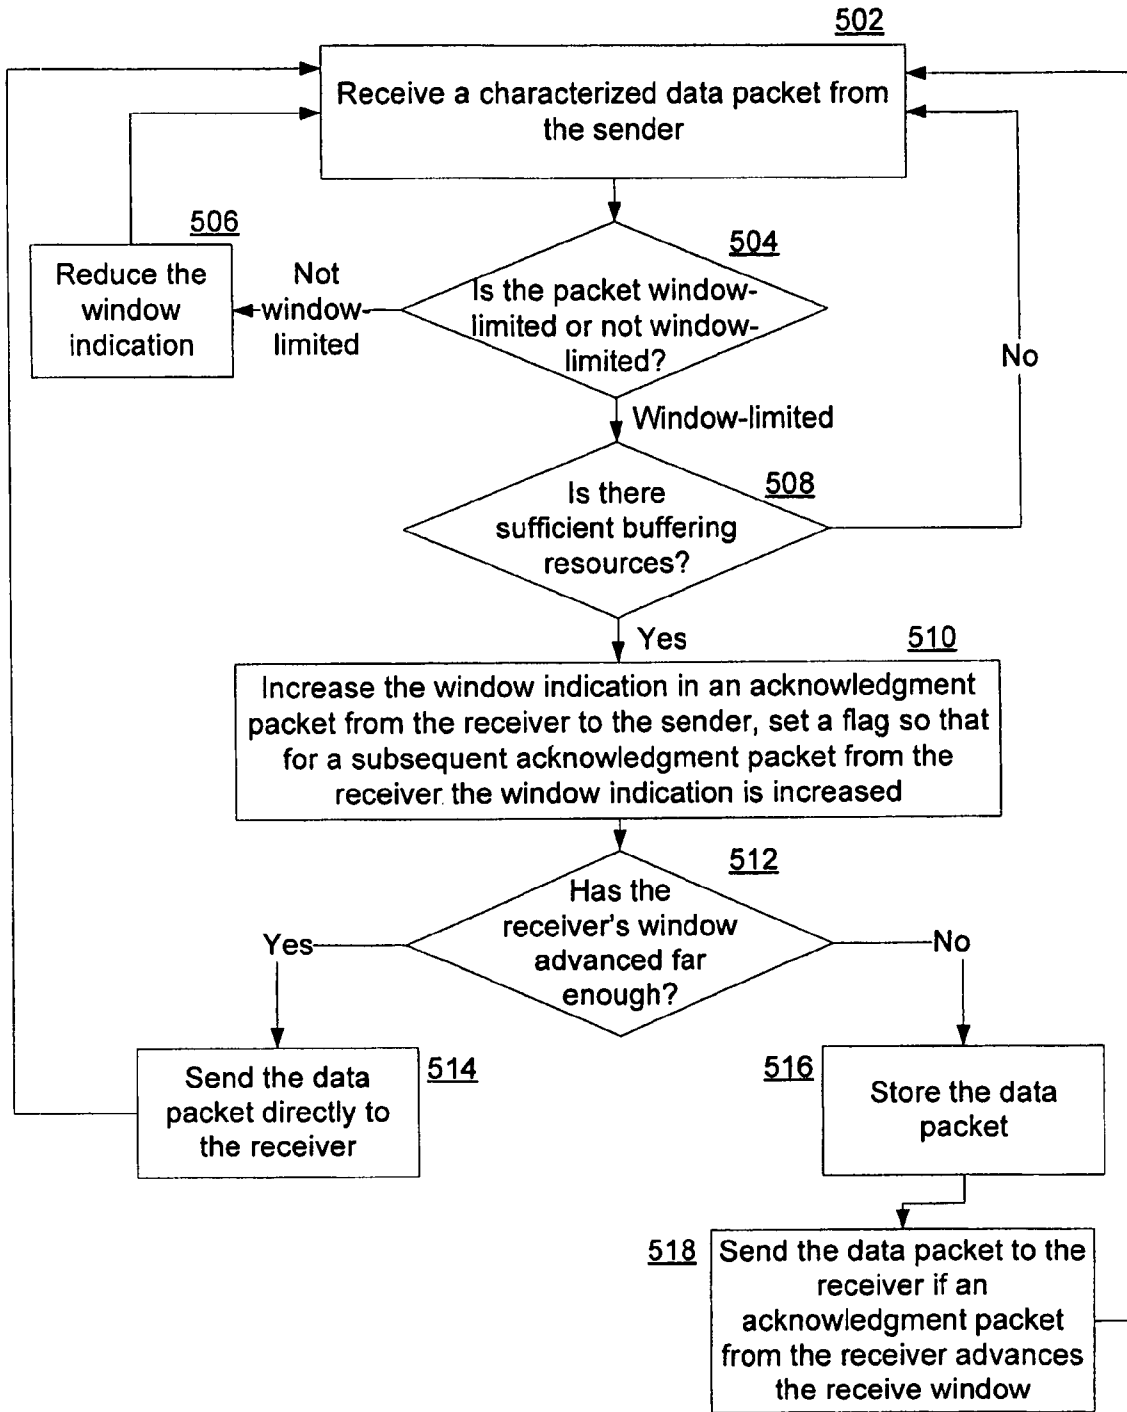 502
Receive a characterized data packet from
the sender
506
Reduce the
window
indication
Not
window-
limited
504
Is the packet window-
limited or not window-
limited?
No
Window-limited
508
Is there
sufficient buffering
resources?
Yes
510
Increase the window indication in an acknowledgment
packet from the receiver to the sender, set a flag so that
for a subsequent acknowledgment packet from the
receiver the window indication is increased
512
Has the
receiver's window
advanced far
enough?
Yes
No
514
Send the data
packet directly to
the receiver
516
Store the data
packet
518
Send the data packet to the
receiver if an
acknowledgment packet
from the receiver advances
the receive window